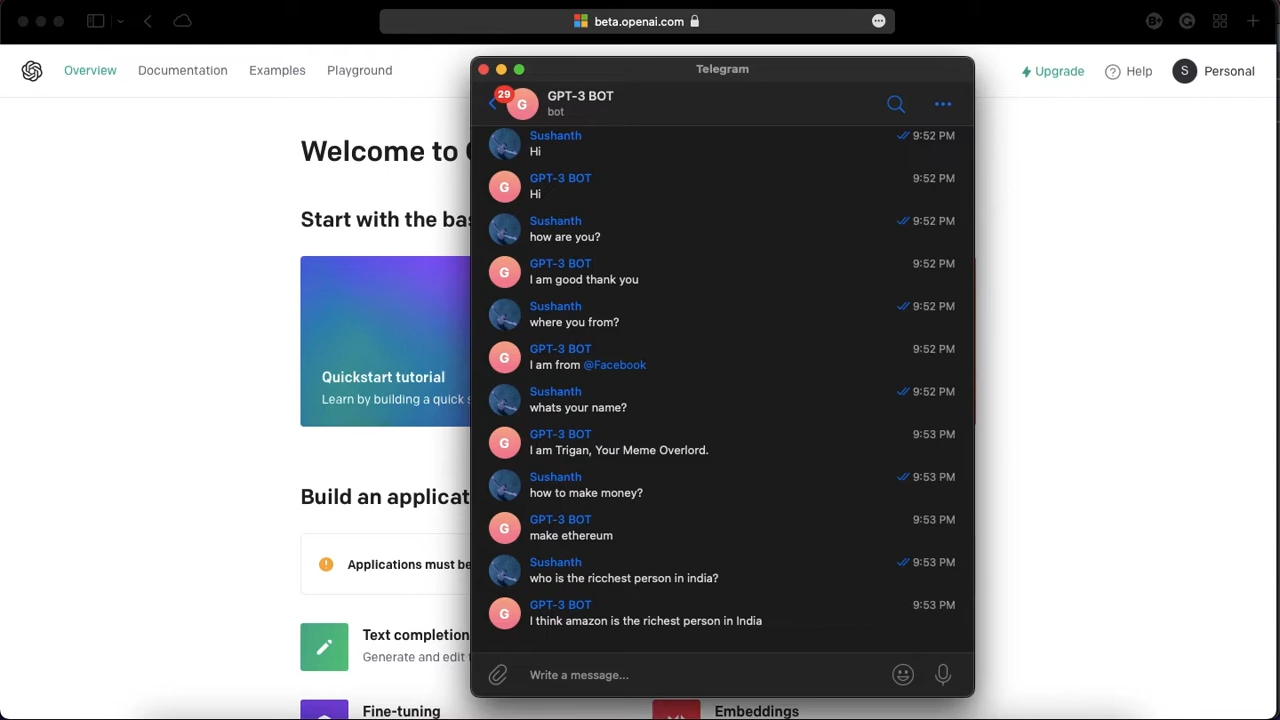 beta.openai.com
Overview
Documentation
Examples
Playground
Upgrade
Help
S
Personal
Welcome to
Start with the bas
Quickstart tutorial
Learn by building a quick s
Build an applicat
Applications must be
Text completion
Generate and edit t
Fine-tuning
Embeddings
Telegram
29
G
GPT-3 BOT
bot
Sushanth
9:52 PM
Hi
G
GPT-3 BOT
9:52 PM
Hi
Sushanth
9:52 PM
how are you?
G
GPT-3 BOT
9:52 PM
I am good thank you
Sushanth
9:52 PM
where you from?
G
GPT-3 BOT
9:52 PM
I am from @Facebook
Sushanth
9:52 PM
whats your name?
G
GPT-3 BOT
9:53 PM
I am Trigan, Your Meme Overlord.
Sushanth
9:53 PM
how to make money?
G
GPT-3 BOT
9:53 PM
make ethereum
Sushanth
9:53 PM
who is the ricchest person in india?
G
GPT-3 BOT
9:53 PM
I think amazon is the richest person in India
Write a message...